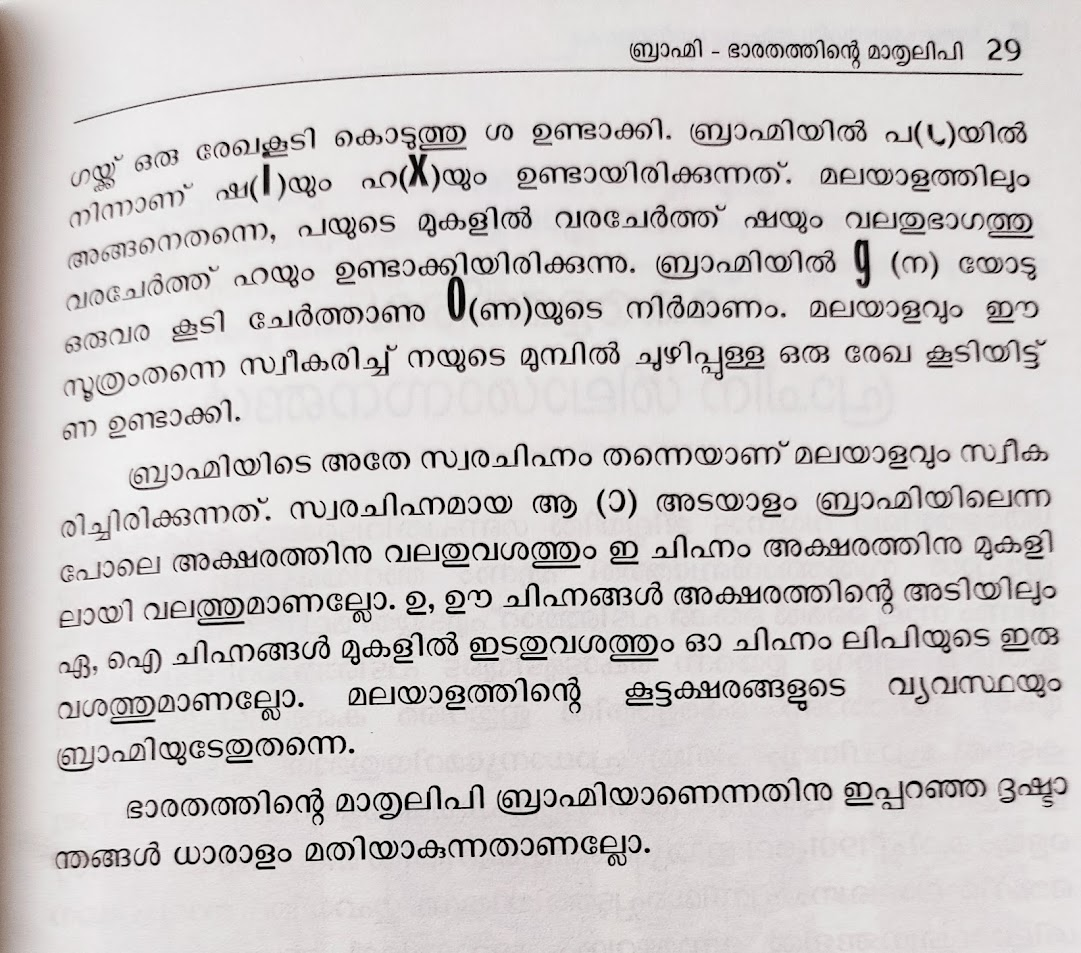 ബ്രാഹ്മി - ഭാരതത്തിന്റെ മാതൃലിപി 29
ഗയ്ക്ക് ഒരു രേഖകൂടി കൊടുത്തു ശ ഉണ്ടാക്കി. ബ്രാഹ്മിയിൽ പ( )യിൽ
നിന്നാണ് ഷ( )യും ഹ( )യും ഉണ്ടായിരിക്കുന്നത്. മലയാളത്തിലും
അങ്ങനെതന്നെ, പയുടെ മുകളിൽ വരചേർത്ത് ഷയും വലതുഭാഗത്തു
വരചേർത്ത് ഹയും ഉണ്ടാക്കിയിരിക്കുന്നു. ബ്രാഹ്മിയിൽ (ന) യോടു
ഒരുവര കൂടി ചേർത്താണു (ണ)യുടെ നിർമാണം. മലയാളവും ഈ
സൂത്രംതന്നെ സ്വീകരിച്ച് നയുടെ മുമ്പിൽ ചുഴിപ്പുള്ള ഒരു രേഖ കൂടിയിട്ട്
ണ ഉണ്ടാക്കി.
ബ്രാഹ്മിയിടെ അതേ സ്വരചിഹ്നം തന്നെയാണ് മലയാളവും സ്വീക
രിച്ചിരിക്കുന്നത്. സ്വരചിഹ്നമായ ആ (ാ) അടയാളം ബ്രാഹ്മിയിലെന്ന
പോലെ അക്ഷരത്തിനു വലതുവശത്തും ഇ ചിഹ്നം അക്ഷരത്തിനു മുകളി
ലായി വലത്തുമാണല്ലോ. ഉ, ഊ ചിഹ്നങ്ങൾ അക്ഷരത്തിന്റെ അടിയിലും
ഏ, ഐ ചിഹ്നങ്ങൾ മുകളിൽ ഇടതുവശത്തും ഓ ചിഹ്നം ലിപിയുടെ ഇരു
വശത്തുമാണല്ലോ. മലയാളത്തിന്റെ കൂട്ടക്ഷരങ്ങളുടെ വ്യവസ്ഥയും
ബ്രാഹ്മിയുടേതുതന്നെ.
ഭാരതത്തിന്റെ മാതൃലിപി ബ്രാഹ്മിയാണെന്നതിനു ഇപ്പറഞ്ഞ ദൃഷ്ടാ
ന്തങ്ങൾ ധാരാളം മതിയാകുന്നതാണല്ലോ.